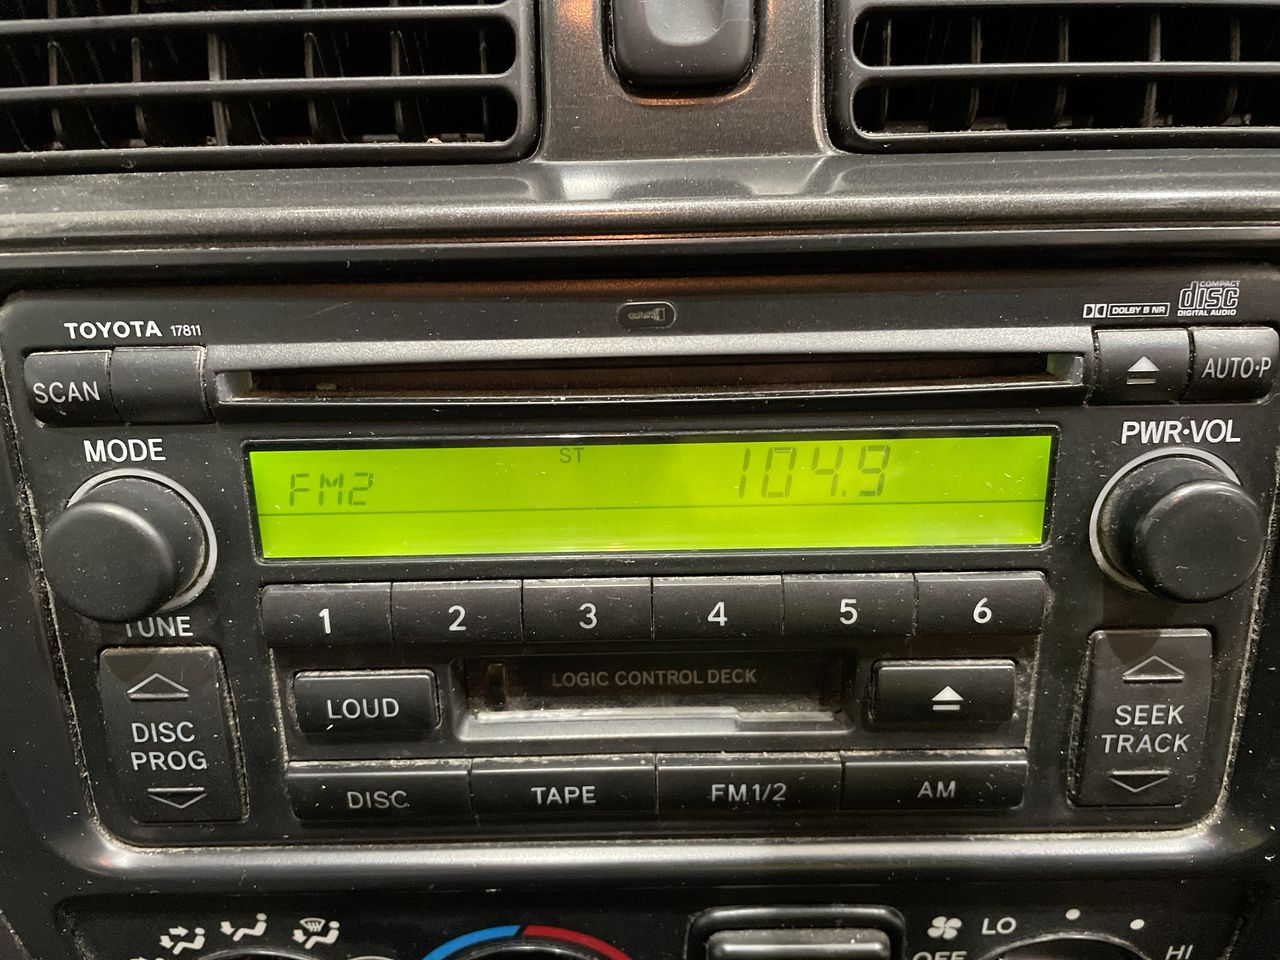 TOYOTA 17811
DOLBY B NR
COMPACT
disc
DIGITAL AUDIO
SCAN
AUTO·P
MODE
PWR·VOL
FM2
ST
104.9
TUNE
1 2 3 4 5 6
LOGIC CONTROL DECK
LOUD
DISC
PROG
SEEK
TRACK
DISC TAPE FM1/2 AM
LO
OFF
HI